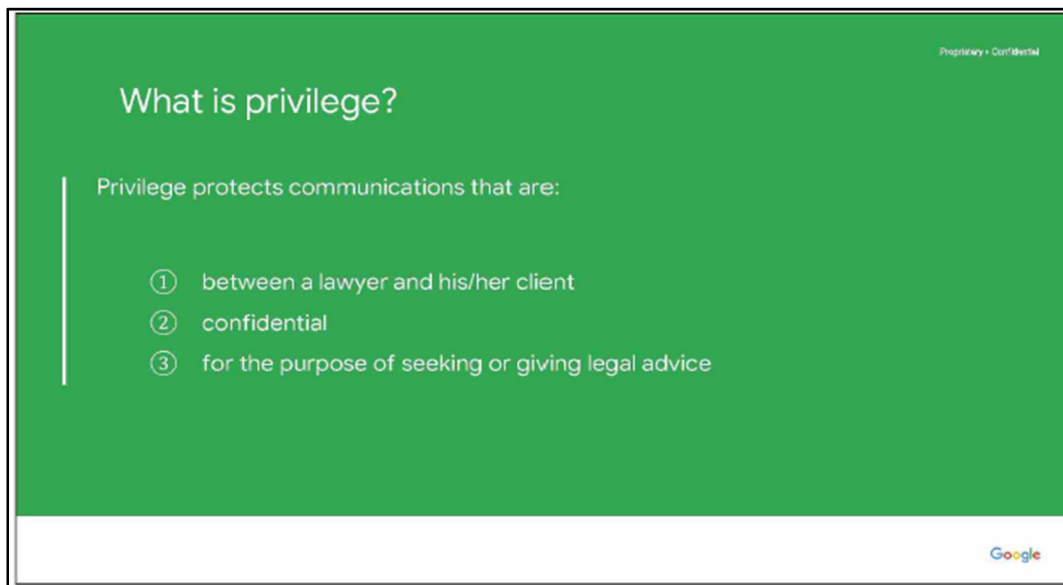 Proprietary + Confidential
What is privilege?
Privilege protects communications that are:
① between a lawyer and his/her client
② confidential
③ for the purpose of seeking or giving legal advice
Google